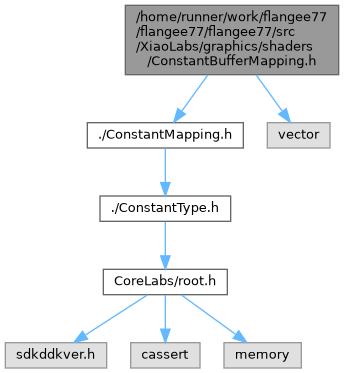 /home/runner/work/flangee77
/flangee77/flangee77/src
/XiaoLabs/graphics/shaders
/ConstantBufferMapping.h
./ConstantMapping.h
vector
./ConstantType.h
CoreLabs/root.h
sdkddkver.h
cassert
memory